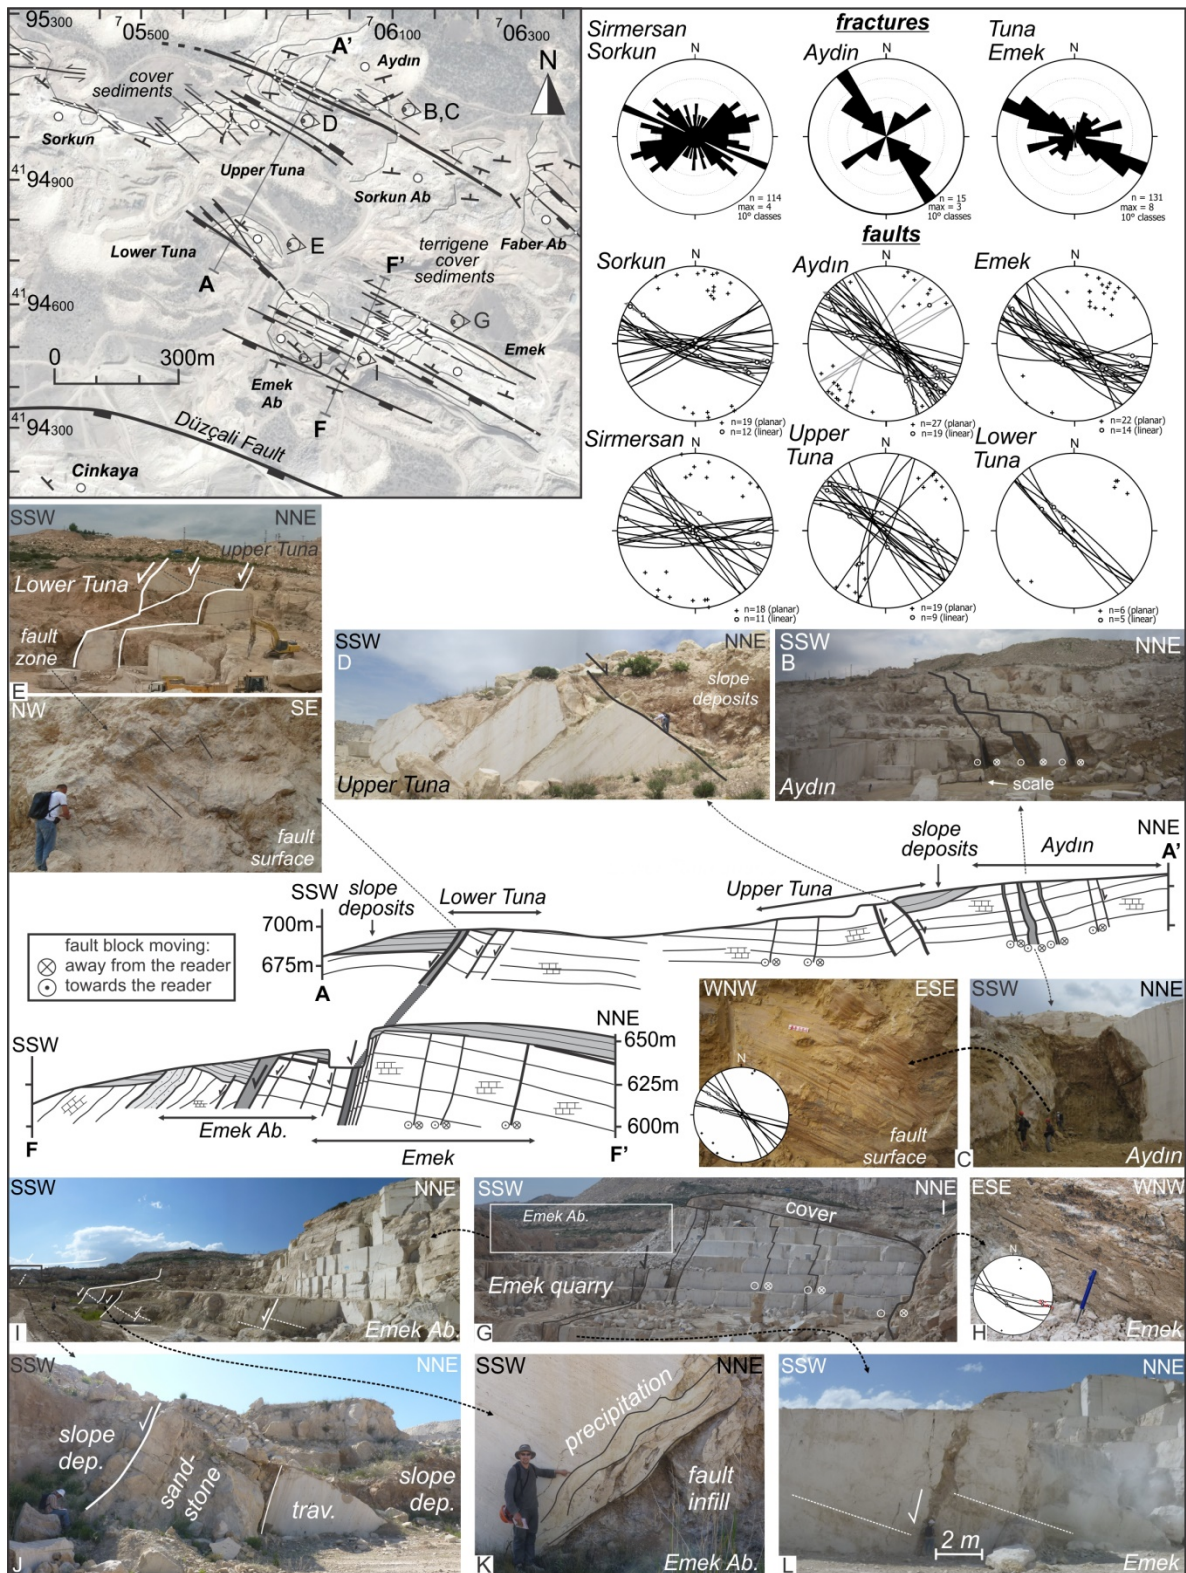 95300
705500
706100
706300
A'
Aydın
N
cover
sediments
B,C
D
Sorkun
Upper Tuna
4194900
Sorkun Ab
Lower Tuna
E
Faber Ab
terrigene
cover
sediments
A
F'
4194600
G
0 300m
J
I
Emek
Emek
Ab
F
4194300
Düzçali Fault
Cinkaya
fractures
Sirmersan
Sorkun
Aydin
Tuna
Emek
N
N
N
n = 114
max = 4
10° classes
n = 15
max = 3
10° classes
n = 131
max = 8
10° classes
faults
Sorkun
Aydın
Emek
N
N
N
+ n=19 (planar)
n=12 (linear)
+ n=27 (planar)
n=19 (linear)
+ n=22 (planar)
n=14 (linear)
Sirmersan
Upper
Tuna
Lower
Tuna
N
N
N
+ n=18 (planar)
n=11 (linear)
+ n=19 (planar)
n=9 (linear)
+ n=6 (planar)
n=5 (linear)
SSW NNE
upper Tuna
Lower Tuna
fault
zone
E
NW SE
fault
surface
SSW NNE
D
slope
deposits
Upper Tuna
SSW NNE
B
Aydın
scale
SSW
slope
deposits
Lower Tuna
700m
675m
A
Upper Tuna
slope
deposits
Aydın
NNE
A'
fault block moving:
⊗ away from the reader
⊙ towards the reader
SSW
NNE
650m
625m
600m
Emek Ab.
F
Emek
F'
WNW ESE
N
fault
surface
SSW NNE
C
Aydın
SSW NNE
I
Emek Ab.
SSW NNE
I
Emek Ab.
cover
Emek quarry
G
ESE WNW
N
H
Emek
SSW NNE
slope
dep.
sand-
stone
trav.
slope
dep.
J
SSW NNE
precipitation
fault
infill
K
Emek Ab.
SSW NNE
2 m
L
Emek